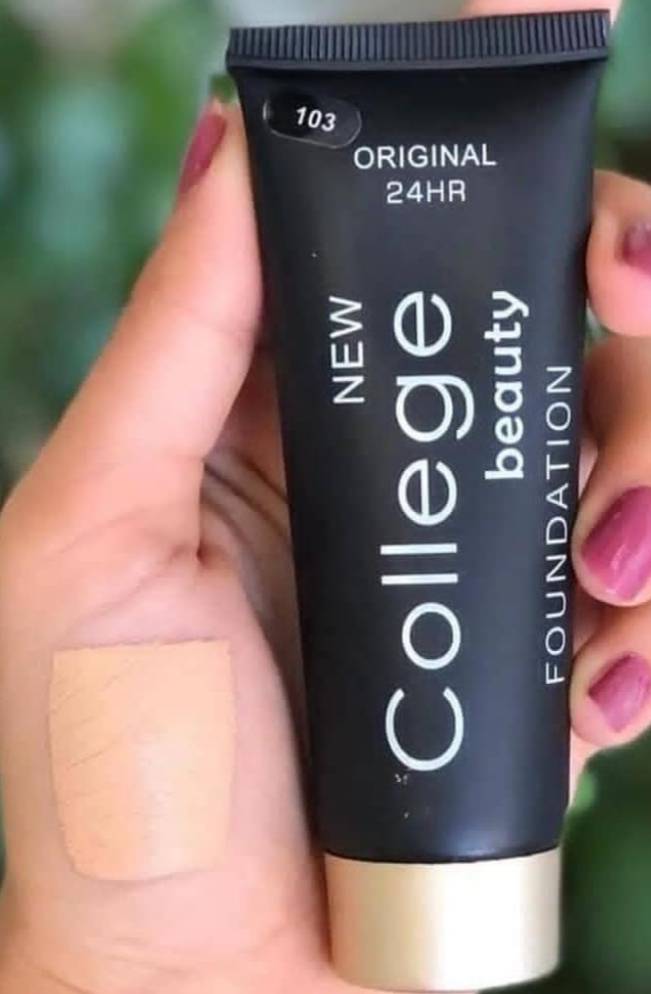 103
ORIGINAL
24HR
NEW
College
beauty
FOUNDATION